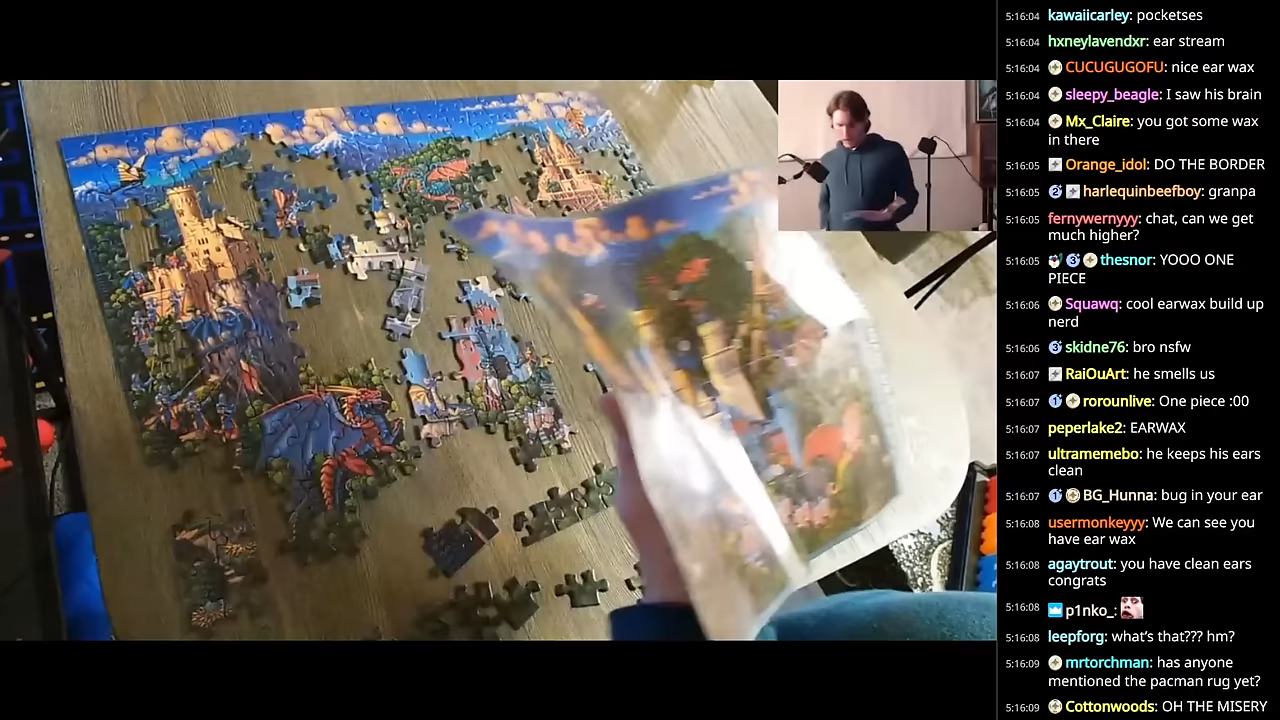 5:16:04 kawaiicarley: pocketses
5:16:04 hxneylavendxr: ear stream
5:16:04 CUCUGUGOFU: nice ear wax
5:16:04 sleepy_beagle: I saw his brain
5:16:04 Mx_Claire: you got some wax
in there
5:16:05 Orange_idol: DO THE BORDER
5:16:05 2 harlequinbeefboy: granpa
5:16:05 fernywernyyy: chat, can we get
much higher?
5:16:05 3 thesnor: YOOO ONE
PIECE
5:16:06 Squawq: cool earwax build up
nerd
5:16:06 3 skidne76: bro nsfw
5:16:07 RaiOuArt: he smells us
5:16:07 1 rorounlive: One piece :00
5:16:07 peperlake2: EARWAX
5:16:07 ultramemebo: he keeps his ears
clean
5:16:07 1 BG_Hunna: bug in your ear
5:16:08 usermonkeyyy: We can see you
have ear wax
5:16:08 agaytrout: you have clean ears
congrats
5:16:08 p1nko_:
5:16:08 leepforg: what's that??? hm?
5:16:09 mrtorchman: has anyone
mentioned the pacman rug yet?
5:16:09 Cottonwoods: OH THE MISERY